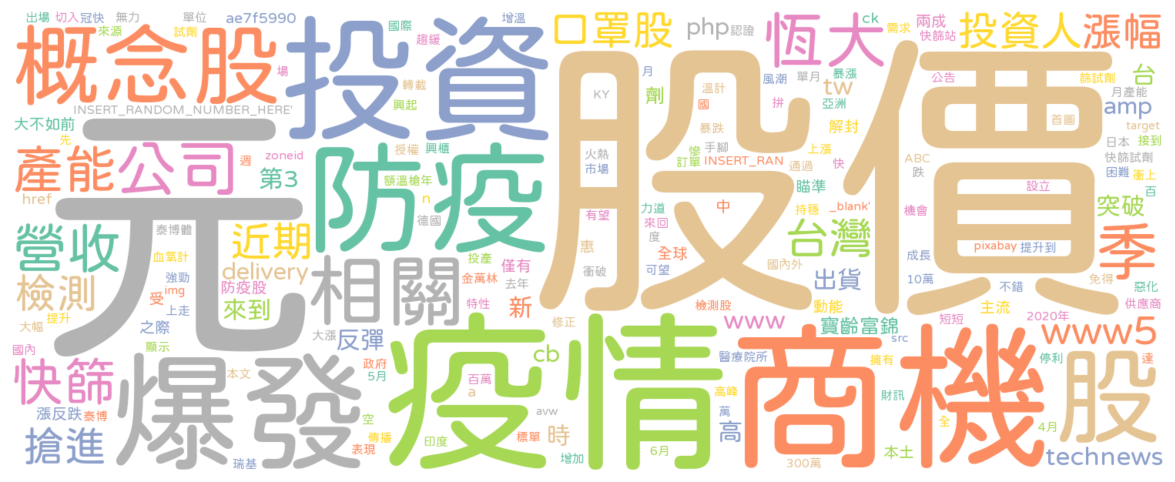 出場 切入 冠快 無力 單位 ae7f5990 增溫
來源 試劑 國際 趨緩
概念股 投資 口罩股 php 認證 恆大 ck 需求 兩成 快篩站 投資人 漲幅
場 轉載 興起
INSERT_RANDOM_NUMBER_HERE'
月 KY 劑 溫計 國 風潮 單月 暴漲 tw 拼 亞洲 公告 篩試劑 台 月產能 amp
大不如前 先 元 股價 暴跌 手腳 解封 首圖 target
產能 公司 週 zoneid 授權 興櫃 防疫 火熱 市場 慘 訂單 INSERT_RAN 通過 上漲 快 ABC 跌 日本 接到 快篩試劑 困難 衝上
href 第3 額溫槍年 n 德國 力道 中 瞄準 _blank' 設立 百 突破
營收 泰博體 近期 有望 來回 度 持穩 台灣 機會 季
血氧計 惠 全球 國內外 成長 pixabay 提升到
檢測 強勁 img delivery 防疫股 相關 投產 金萬林 僅有 去年 衝破 可望 出貨 10萬 不錯 免得 惡化 供應商
受 上走 來到 特性 新 檢測股 動能 主流
大幅 提升 之際 大漲 反彈 修正 www 寶齡富錦 短短 2020年 www5
國內 顯示 爆發 疫情 cb 商機 src 股
快篩 本文 政府 5月 百萬 a 醫療院所 擁有 停利 達
漲反跌 泰博 空 avw 高峰 萬 財訊 全 4月
搶進 傳播 表現 印度 標單 時 高 本土
瑞基 增加 6月 300萬 technews